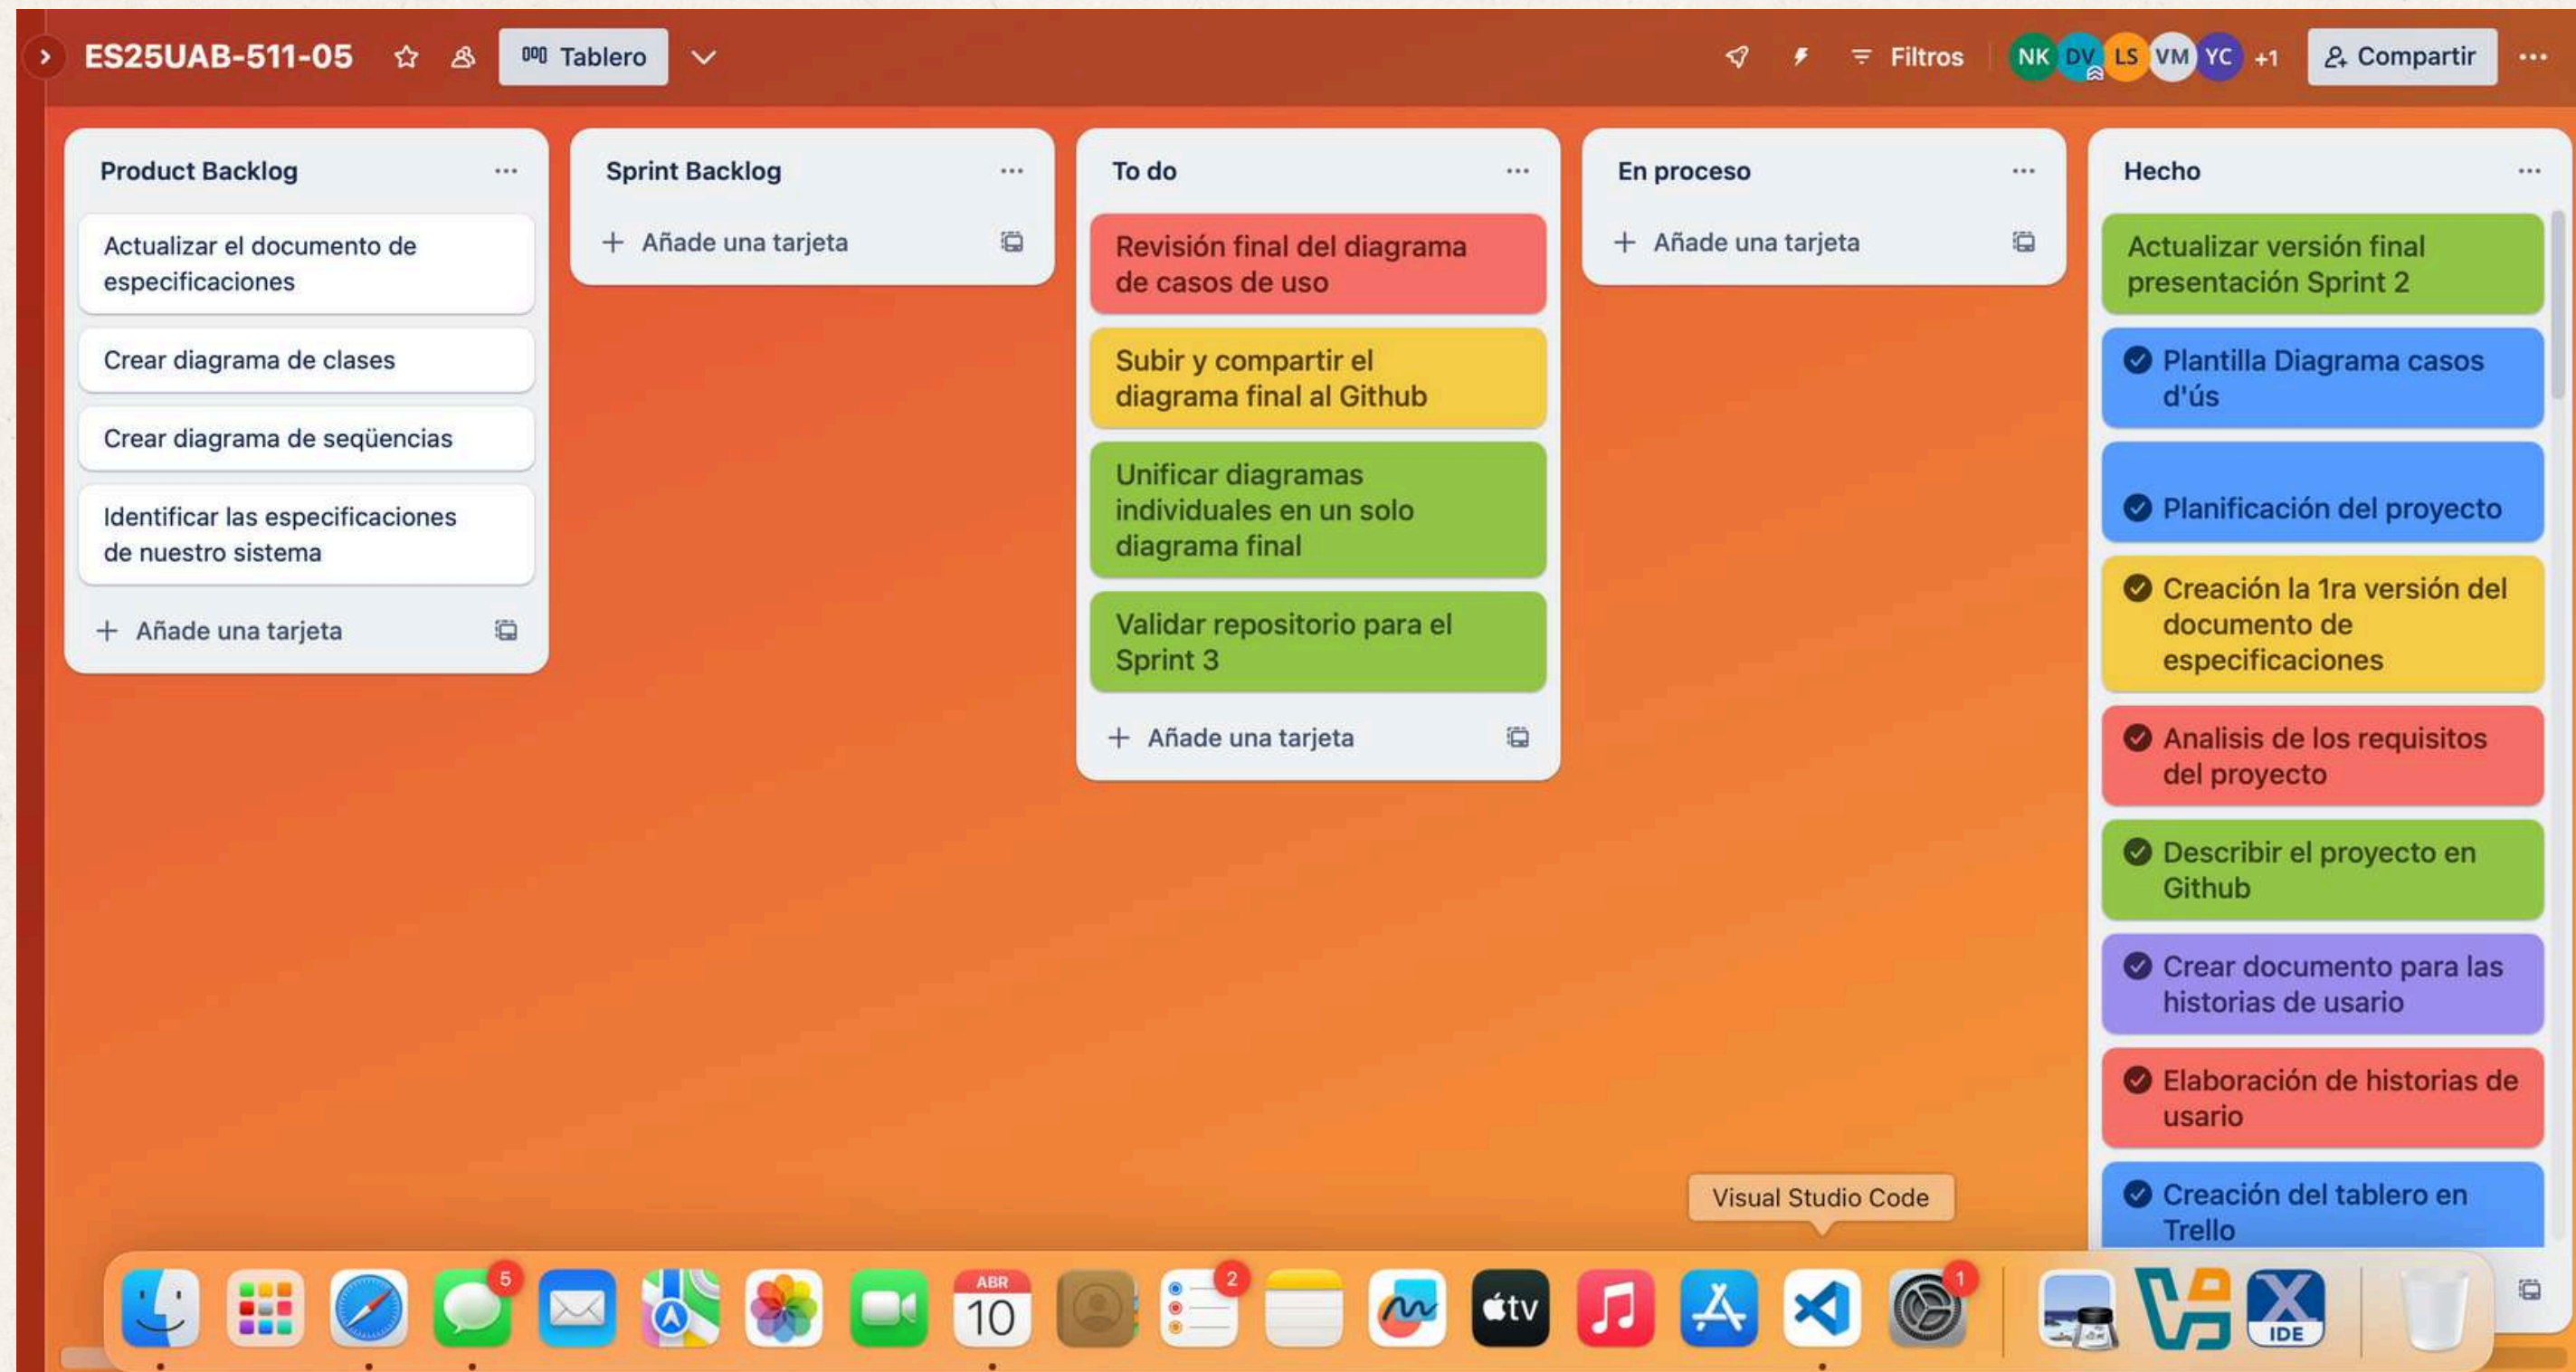 ES25UAB-511-05
Tablero
Filtros
NK
DV
LS
VM
YC
+1
Compartir
Product Backlog
Actualizar el documento de
especificaciones
Crear diagrama de clases
Crear diagrama de seqüencias
Identificar las especificaciones
de nuestro sistema
+ Añade una tarjeta
Sprint Backlog
+ Añade una tarjeta
To do
Revisión final del diagrama
de casos de uso
Subir y compartir el
diagrama final al Github
Unificar diagramas
individuales en un solo
diagrama final
Validar repositorio para el
Sprint 3
+ Añade una tarjeta
En proceso
+ Añade una tarjeta
Hecho
Actualizar versión final
presentación Sprint 2
Plantilla Diagrama casos
d'ús
Planificación del proyecto
Creación la 1ra versión del
documento de
especificaciones
Analisis de los requisitos
del proyecto
Describir el proyecto en
Github
Crear documento para las
historias de usario
Elaboración de historias de
usario
Creación del tablero en
Trello
Visual Studio Code
5
ABR
10
2
tv
1
IDE